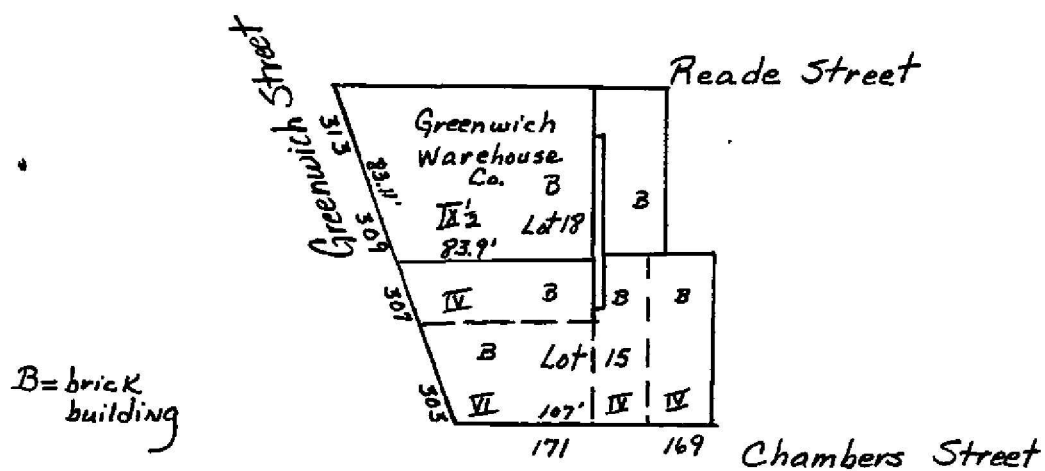 Greenwich Street
Reade Street
313
83.11'
309
307
303
Greenwich
Warehouse
Co.
B
IX½
Lot 18
83.9'
B
IV
B
B
B
B
Lot 15
VI
107'
IV
IV
B= brick
building
171
169
Chambers Street